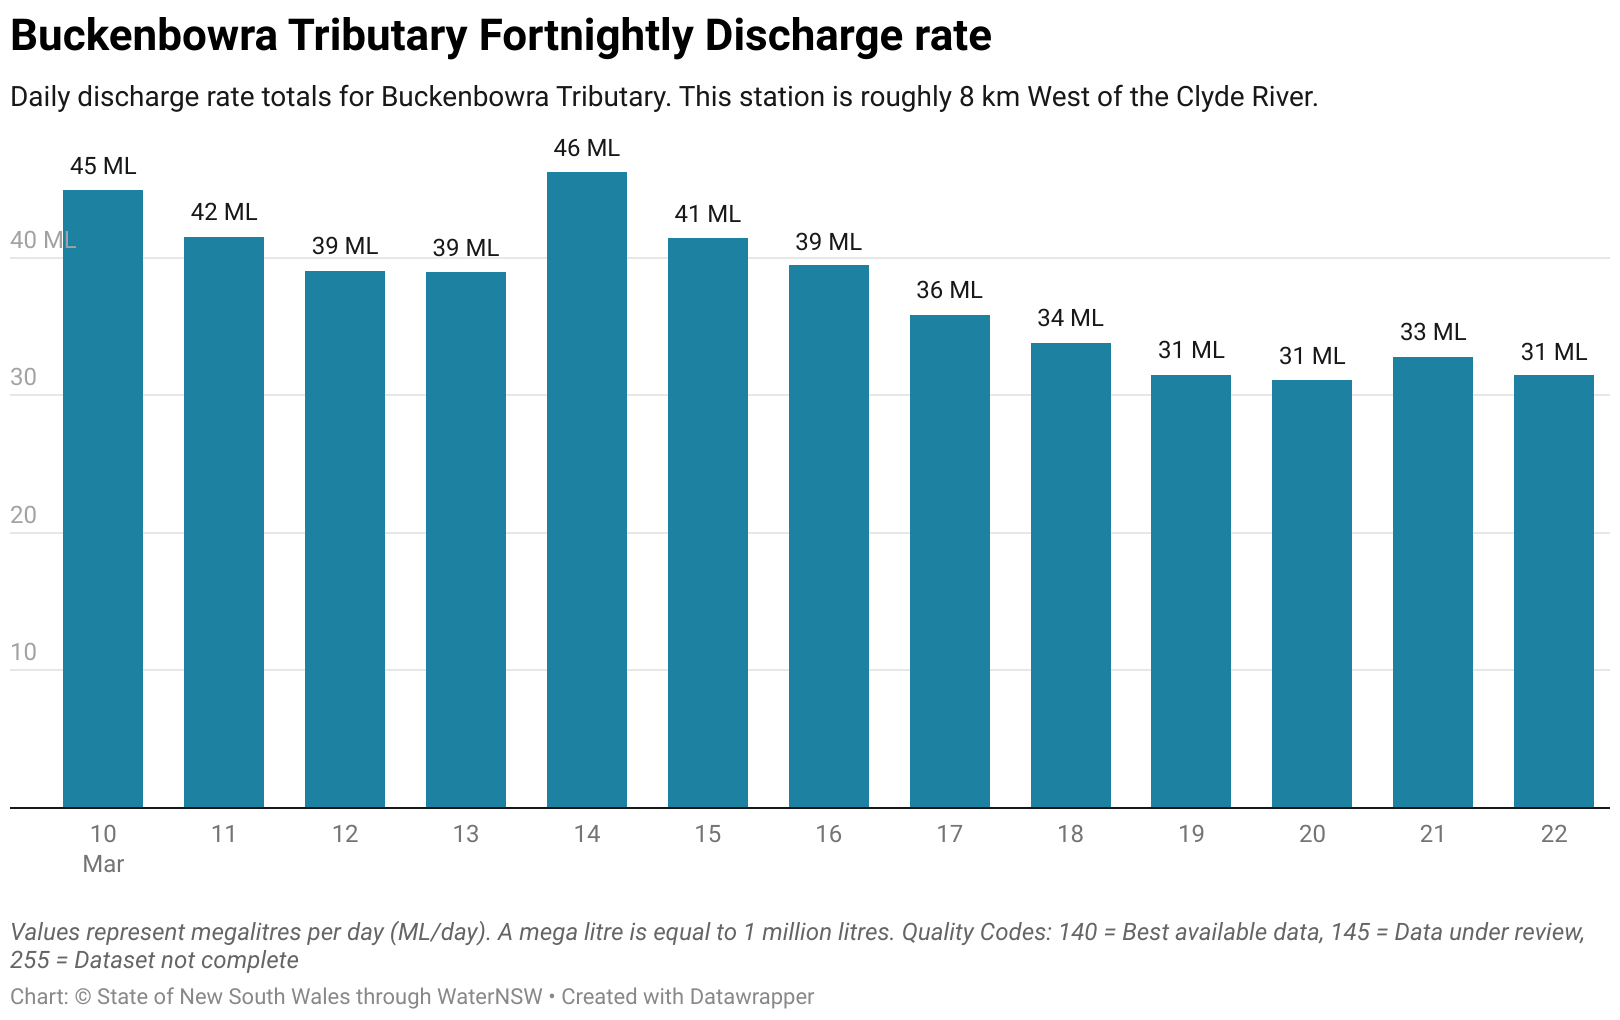 Buckenbowra Tributary Fortnightly Discharge rate
Daily discharge rate totals for Buckenbowra Tributary. This station is roughly 8 km West of the Clyde River.
46 ML
45 ML
42 ML
41 ML
40 ML
39 ML
39 ML
39 ML
36 ML
34 ML
33 ML
31 ML
31 ML
31 ML
30
20
10
10 11 12 13 14 15 16 17 18 19 20 21 22
Mar
Values represent megalitres per day (ML/day). A mega litre is equal to 1 million litres. Quality Codes: 140 = Best available data, 145 = Data under review,
255 = Dataset not complete
Chart: © State of New South Wales through WaterNSW • Created with Datawrapper